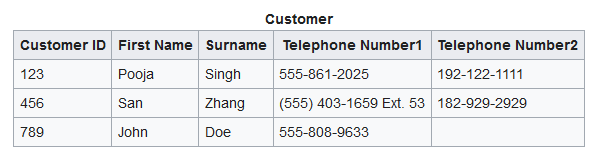 Customer
Customer ID First Name Surname Telephone Number1 Telephone Number2
123 Pooja Singh 555-861-2025 192-122-1111
456 San Zhang (555) 403-1659 Ext. 53 182-929-2929
789 John Doe 555-808-9633